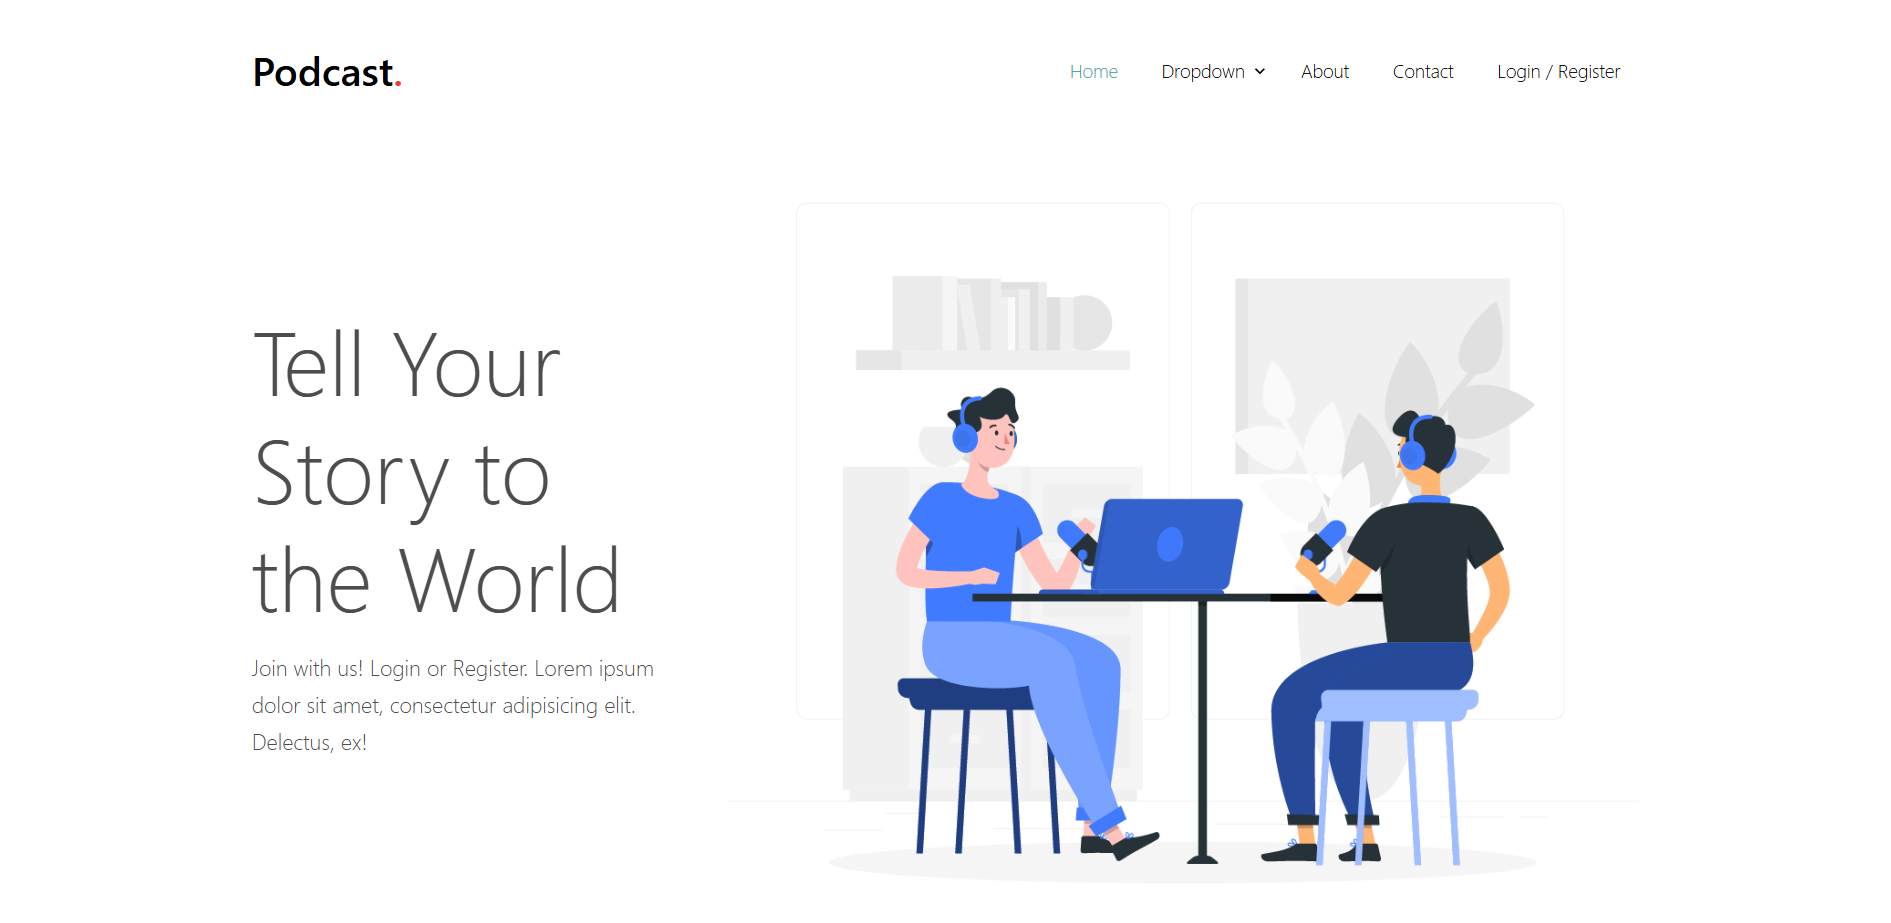 Podcast.
Home Dropdown About Contact Login / Register
Tell Your
Story to
the World
Join with us! Login or Register. Lorem ipsum
dolor sit amet, consectetur adipisicing elit.
Delectus, ex!